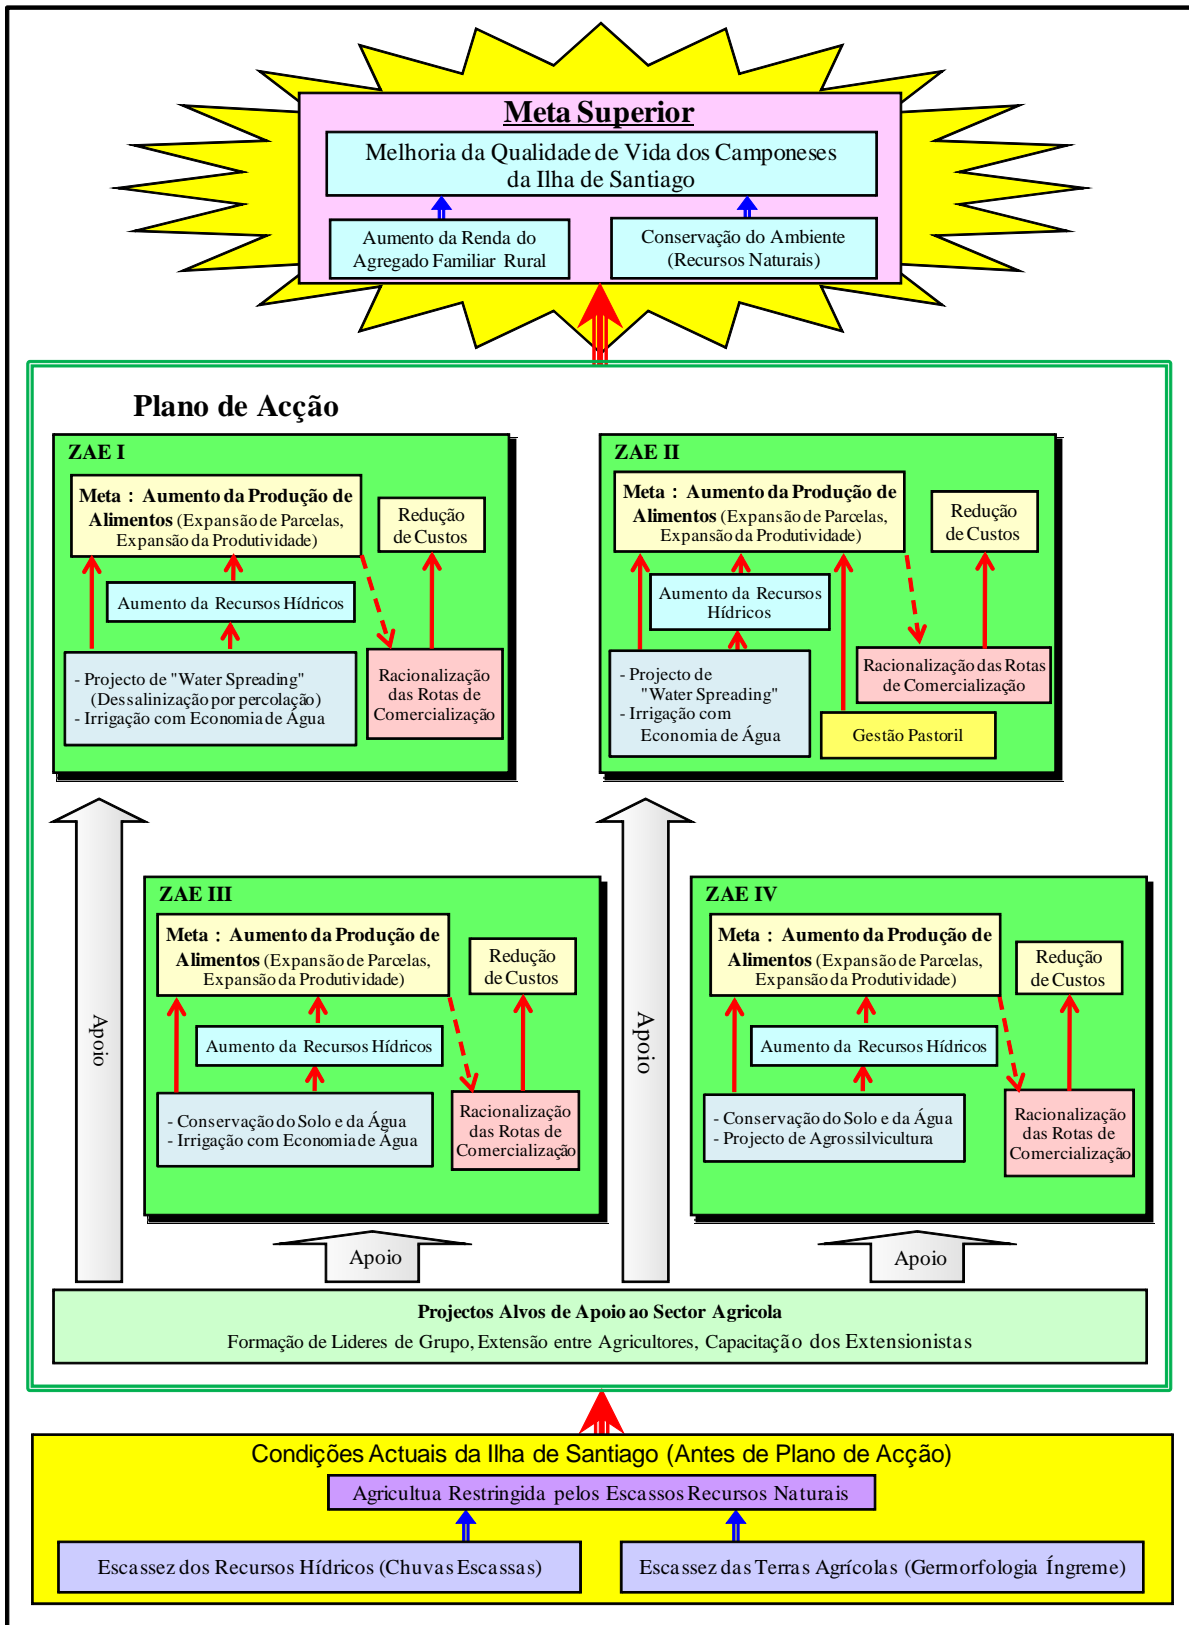 Meta Superior
Melhoria da Qualidade de Vida dos Camponeses
da Ilha de Santiago
Aumento da Renda do
Agregado Familiar Rural
Conservação do Ambiente
(Recursos Naturais)
Plano de Acção
ZAE I
Meta : Aumento da Produção de
Alimentos (Expansão de Parcelas,
Expansão da Produtividade)
Redução
de Custos
Aumento da Recursos Hídricos
- Projecto de "Water Spreading"
(Dessalinização por percolação)
- Irrigação com Economia de Água
Racionalização
das Rotas de
Comercialização
ZAE II
Meta : Aumento da Produção de
Alimentos (Expansão de Parcelas,
Expansão da Produtividade)
Redução
de Custos
Aumento da Recursos
Hídricos
- Projecto de
"Water Spreading"
- Irrigação com
Economia de Água
Racionalização das Rotas
de Comercialização
Gestão Pastoril
ZAE III
Meta : Aumento da Produção de
Alimentos (Expansão de Parcelas,
Expansão da Produtividade)
Redução
de Custos
Aumento da Recursos Hídricos
- Conservação do Solo e da Água
- Irrigação com Economia de Água
Racionalização
das Rotas de
Comercialização
ZAE IV
Meta : Aumento da Produção de
Alimentos (Expansão de Parcelas,
Expansão da Produtividade)
Redução
de Custos
Aumento da Recursos Hídricos
- Conservação do Solo e da Água
- Projecto de Agrossilvicultura
Racionalização
das Rotas de
Comercialização
Apoio
Apoio
Apoio
Apoio
Projectos Alvos de Apoio ao Sector Agricola
Formação de Lideres de Grupo, Extensão entre Agricultores, Capacitação dos Extensionistas
Condições Actuais da Ilha de Santiago (Antes de Plano de Acção)
Agricultua Restringida pelos Escassos Recursos Naturais
Escassez dos Recursos Hídricos (Chuvas Escassas)
Escassez das Terras Agrícolas (Germorfologia Íngreme)